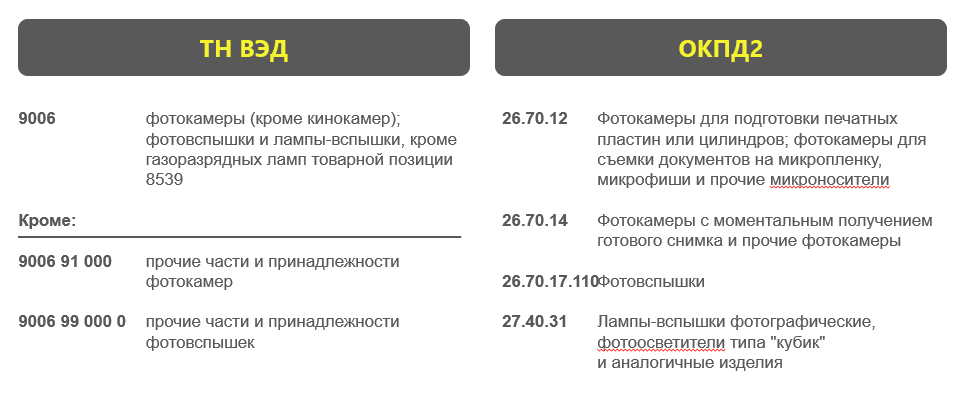 ТН ВЭД
9006 фотокамеры (кроме кинокамер);
фотовспышки и лампы-вспышки, кроме
газоразрядных ламп товарной позиции
8539
Кроме:
9006 91 000 прочие части и принадлежности
фотокамер
9006 99 000 0 прочие части и принадлежности
фотовспышек
ОКПД2
26.70.12 Фотокамеры для подготовки печатных
пластин или цилиндров; фотокамеры для
съемки документов на микропленку,
микрофиши и прочие микроносители
26.70.14 Фотокамеры с моментальным получением
готового снимка и прочие фотокамеры
26.70.17.110 Фотовспышки
27.40.31 Лампы-вспышки фотографические,
фотоосветители типа "кубик"
и аналогичные изделия